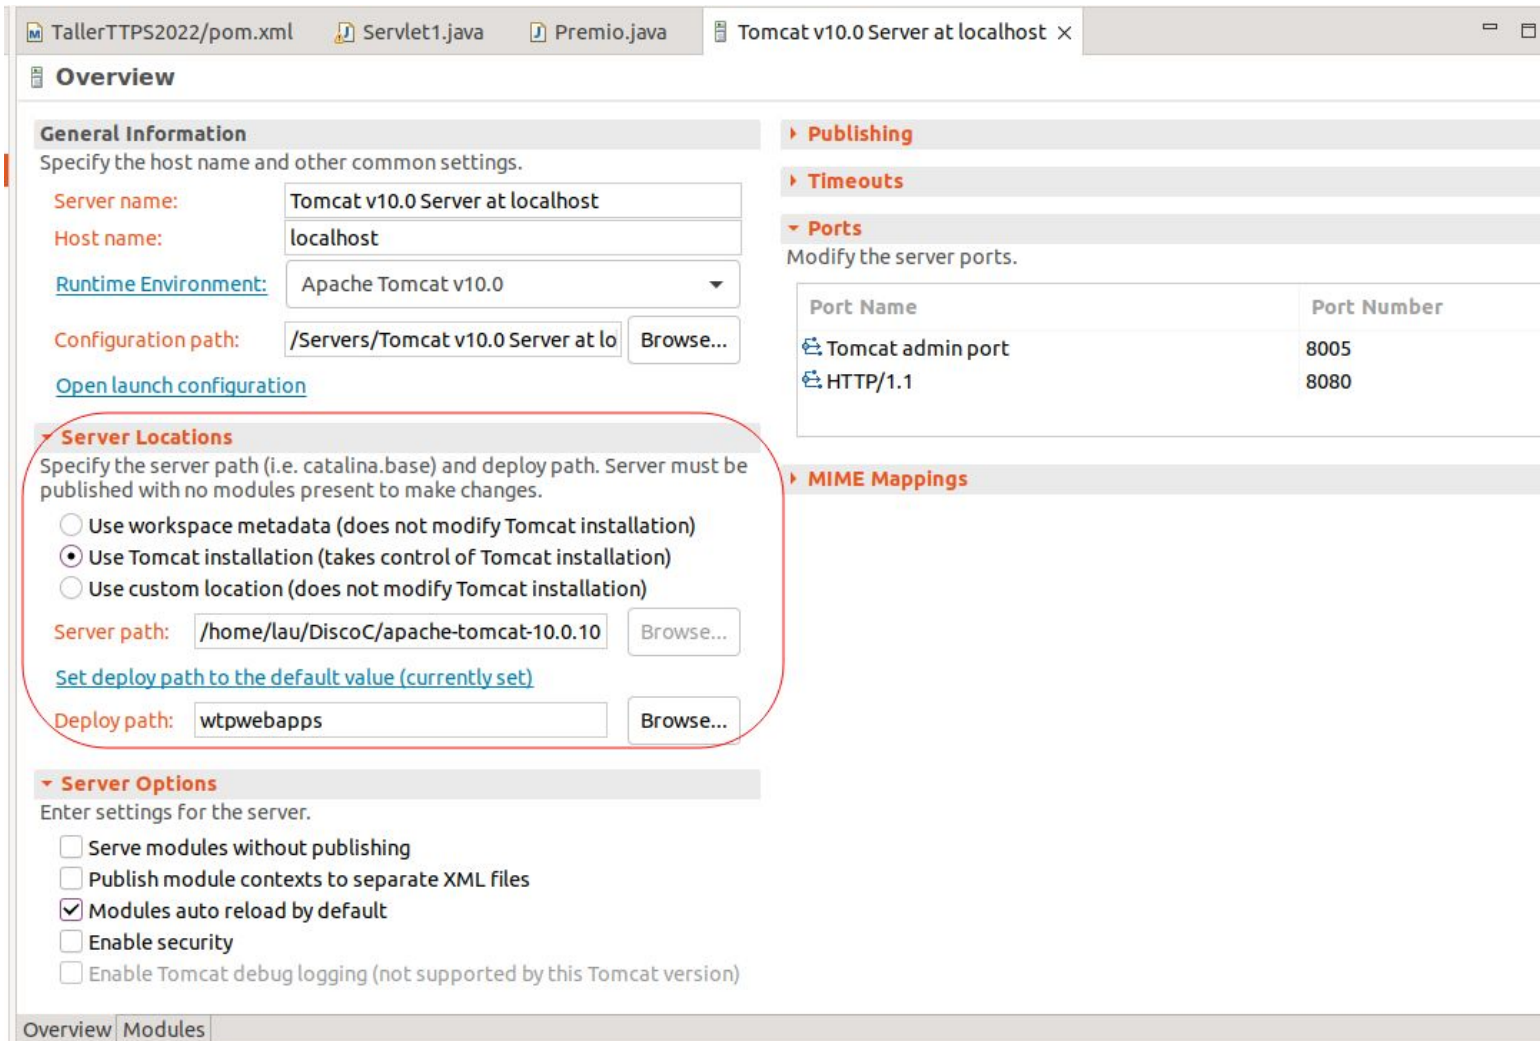 TallerTTPS2022/pom.xml
Servlet1.java
Premio.java
Tomcat v10.0 Server at localhost
Overview
General Information
Specify the host name and other common settings.
Server name: Tomcat v10.0 Server at localhost
Host name: localhost
Runtime Environment: Apache Tomcat v10.0
Configuration path: /Servers/Tomcat v10.0 Server at lo Browse...
Open launch configuration
Server Locations
Specify the server path (i.e. catalina.base) and deploy path. Server must be
published with no modules present to make changes.
Use workspace metadata (does not modify Tomcat installation)
Use Tomcat installation (takes control of Tomcat installation)
Use custom location (does not modify Tomcat installation)
Server path: /home/lau/DiscoC/apache-tomcat-10.0.10 Browse...
Set deploy path to the default value (currently set)
Deploy path: wtpwebapps Browse...
Server Options
Enter settings for the server.
Serve modules without publishing
Publish module contexts to separate XML files
Modules auto reload by default
Enable security
Enable Tomcat debug logging (not supported by this Tomcat version)
Publishing
Timeouts
Ports
Modify the server ports.
Port Name Port Number
Tomcat admin port 8005
HTTP/1.1 8080
MIME Mappings
Overview Modules